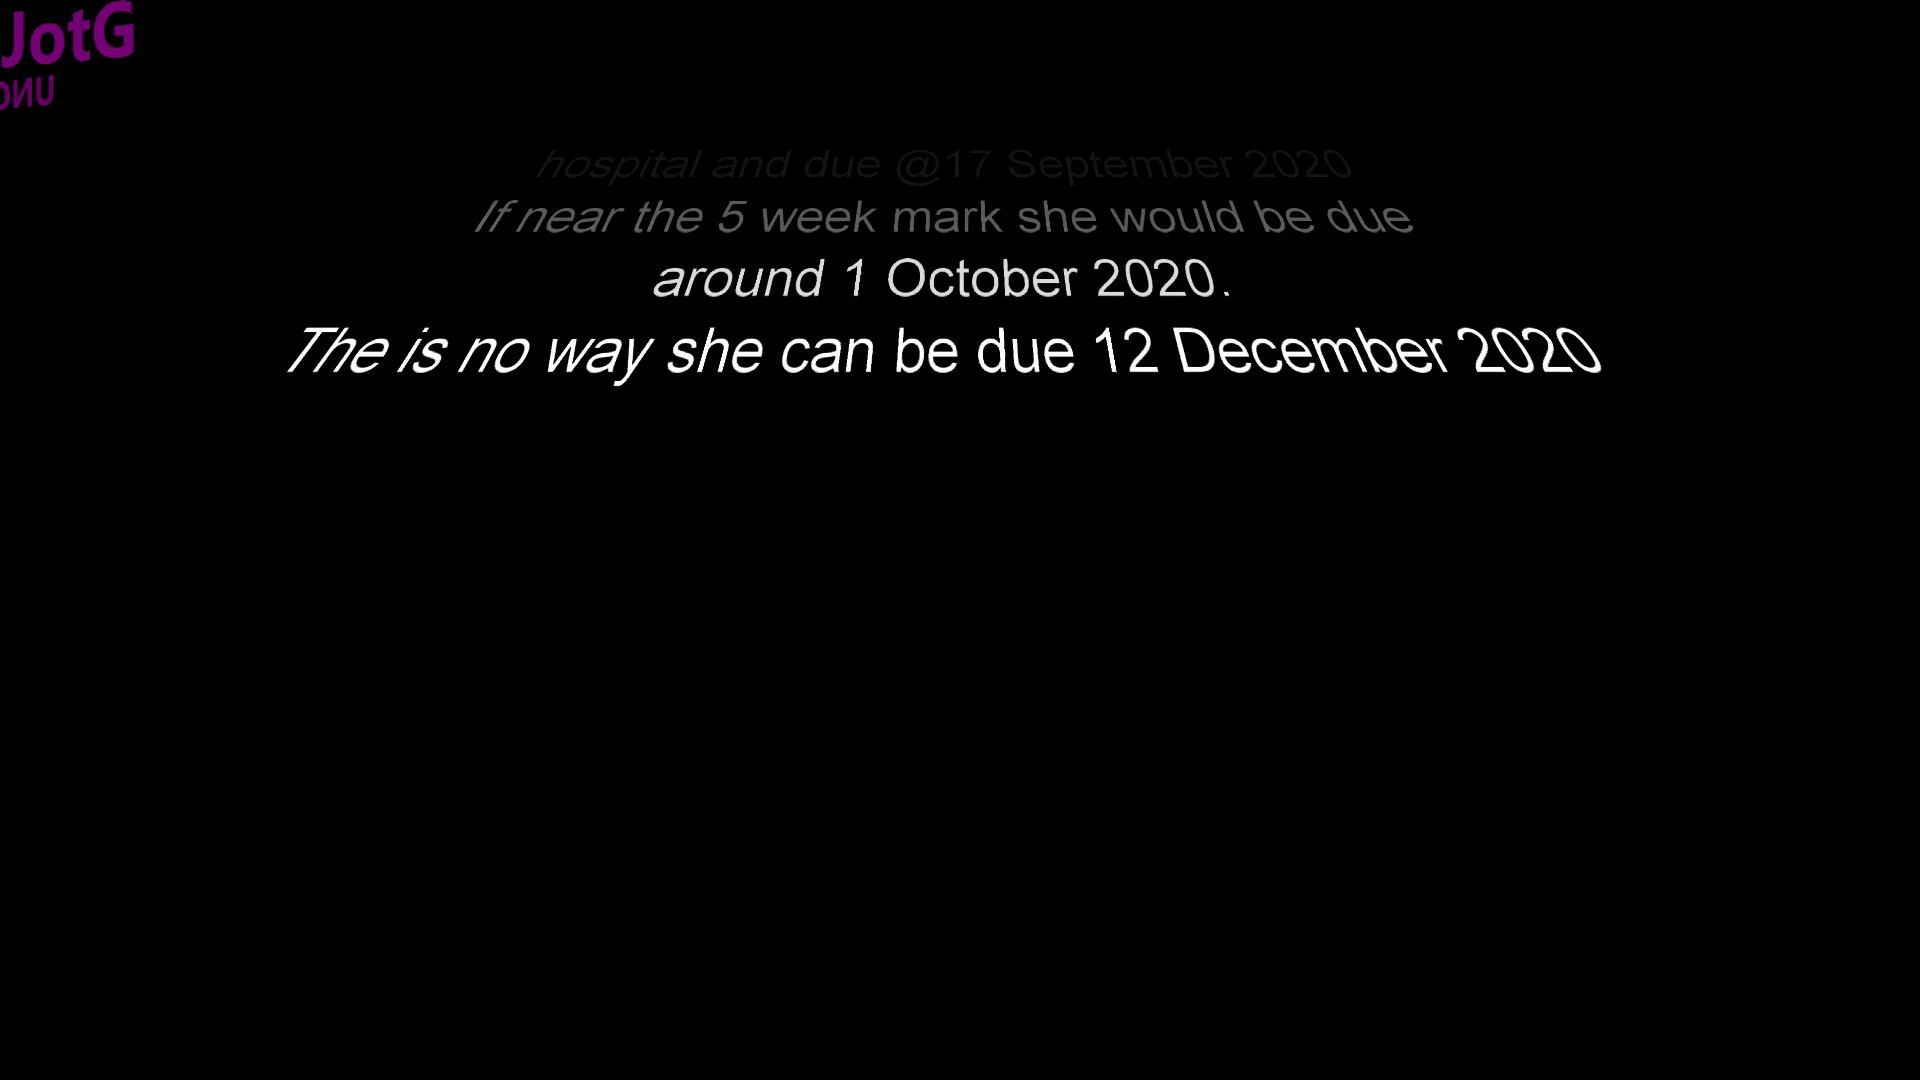 JotG
hospital and due @17 September 2020
If near the 5 week mark she would be due
around 1 October 2020.
The is no way she can be due 12 December 2020